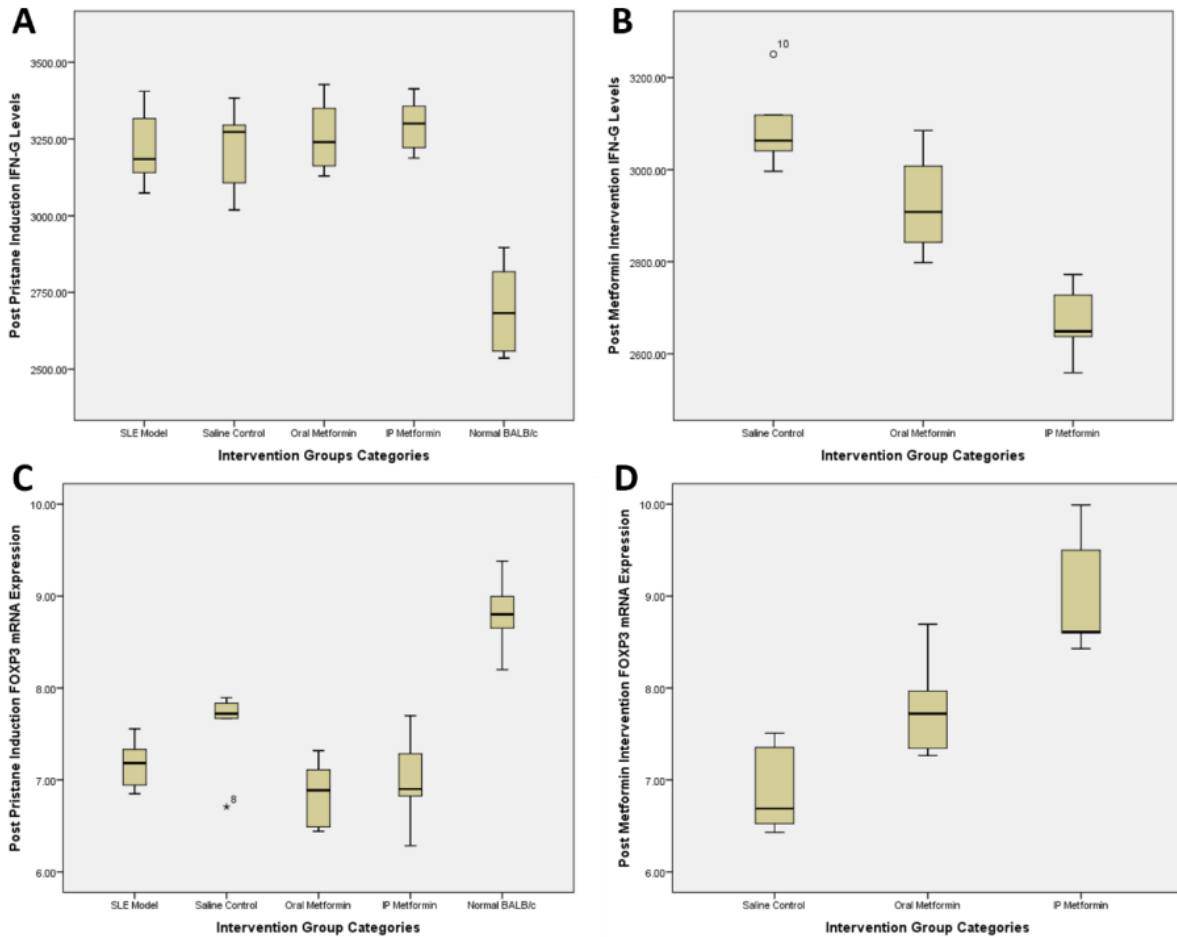 A
Post Pristane Induction IFN-G Levels
3500.00
3250.00
3000.00
2750.00
2500.00
SLE Model Saline Control Oral Metformin IP Metformin Normal BALB/c
Intervention Groups Categories
B
Post Metformin Intervention IFN-G Levels
10
3200.00
3000.00
2800.00
2600.00
Saline Control Oral Metformin IP Metformin
Intervention Group Categories
C
Post Pristane Induction FOXP3 mRNA Expression
10.00
9.00
8.00
7.00
6.00
8
SLE Model Saline Control Oral Metformin IP Metformin Normal BALB/c
Intervention Group Categories
D
Post Metformin Intervention FOXP3 mRNA Expression
10.00
9.00
8.00
7.00
6.00
Saline Control Oral Metformin IP Metformin
Intervention Group Categories